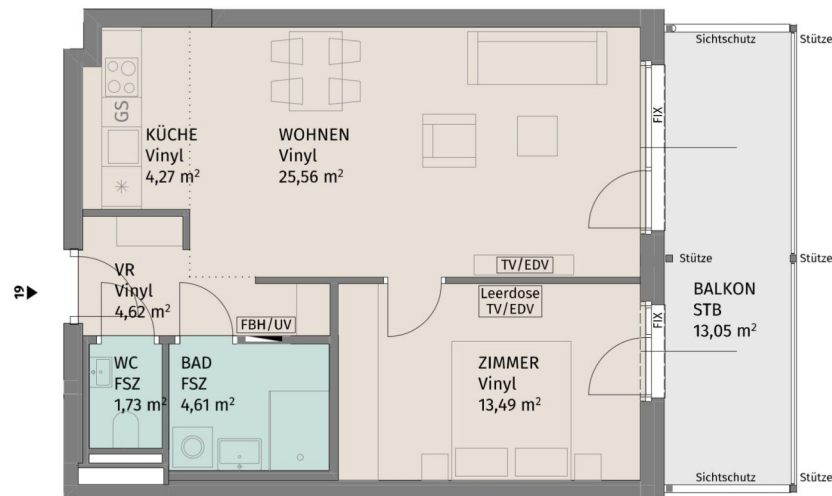 Sichtschutz
Stütze
GS
KÜCHE
Vinyl
4,27 m²
WOHNEN
Vinyl
25,56 m²
FIX
TV/EDV
Stütze
Stütze
VR
Vinyl
4,62 m²
19
Leerdose
TV/EDV
BALKON
STB
13,05 m²
FBH/UV
FIX
WC
FSZ
1,73 m²
BAD
FSZ
4,61 m²
ZIMMER
Vinyl
13,49 m²
Sichtschutz
Stütze